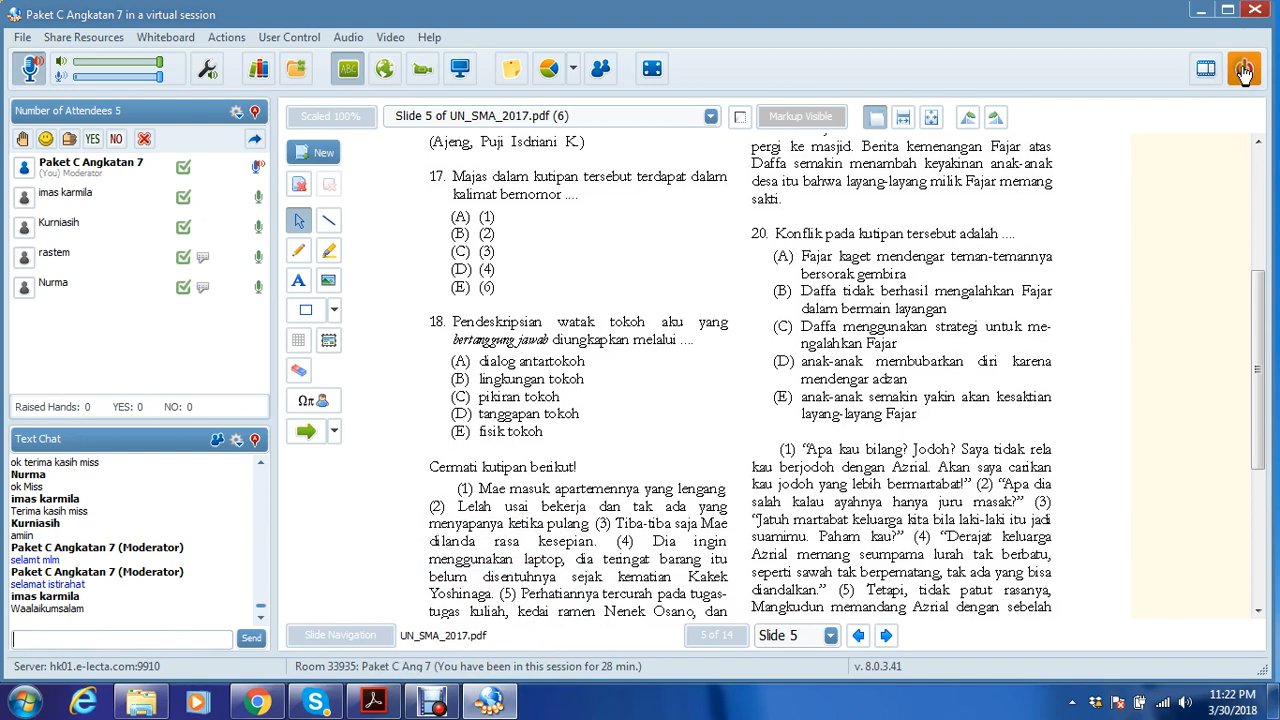 Paket C Angkatan 7 in a virtual session
File Share Resources Whiteboard Actions User Control Audio Video Help
ABC
Number of Attendees 5
YES NO
Paket C Angkatan 7
(You) Moderator
imas karmila
Kurniasih
rastem
Nurma
Raised Hands: 0 YES: 0 NO: 0
Text Chat
ok terima kasih miss
Nurma
ok Miss
imas karmila
Terima kasih miss
Kurniasih
amiin
Paket C Angkatan 7 (Moderator)
selamt mlm
Paket C Angkatan 7 (Moderator)
selamat istirahat
imas karmila
Waalaikumsalam
Send
Scaled 100%
Slide 5 of UN_SMA_2017.pdf (6)
Markup Visible
New
A
Ωπ
(Ajeng, Puji Isdriani K.)
17. Majas dalam kutipan tersebut terdapat dalam
kalimat bernomor ....
(A) (1)
(B) (2)
(C) (3)
(D) (4)
(E) (6)
18. Pendeskripsian watak tokoh aku yang
bertanggung jawab diungkapkan melalui ....
(A) dialog antartokoh
(B) lingkungan tokoh
(C) pikiran tokoh
(D) tanggapan tokoh
(E) fisik tokoh
Cermati kutipan berikut!
(1) Mae masuk apartemennya yang lengang
(2) Lelah usai bekerja dan tak ada yang
menyapanya ketika pulang. (3) Tiba-tiba saja Mae
dilanda rasa kesepian. (4) Dia ingin
menggunakan laptop, dia teringat barang itu
belum disentuhnya sejak kematian Kakek
Yoshinaga. (5) Perhatiannya tercurah pada tugas-
tugas kuliah, kedai ramen Nenek Osano, dan
pergi ke masjid. Berita kemenangan Fajar atas
Daffa semakin menambah keyakinan anak-anak
desa itu bahwa layang-layang milik Fajar memang
sakti.
20. Konflik pada kutipan tersebut adalah ....
(A) Fajar kaget mendengar teman-temannya
bersorak gembira
(B) Daffa tidak berhasil mengalahkan Fajar
dalam bermain layangan
(C) Daffa menggunakan strategi untuk me-
ngalahkan Fajar
(D) anak-anak membubarkan diri karena
mendengar adzan
(E) anak-anak semakin yakin akan kesaktian
layang-layang Fajar
(1) “Apa kau bilang? Jodoh? Saya tidak rela
kau berjodoh dengan Azrial. Akan saya carikan
kau jodoh yang lebih bermartabat!” (2) “Apa dia
salah kalau ayahnya hanya juru masak?” (3)
“Jatuh martabat keluarga kita bila laki-laki itu jadi
suamimu. Paham kau?” (4) “Derajat keluarga
Azrial memang seumpama lurah tak berbatu,
seperti sawah tak berpematang, tak ada yang bisa
diandalkan.” (5) Tetapi, tidak patut rasanya,
Mangkudun memandang Azrial dengan sebelah
Slide Navigation UN_SMA_2017.pdf 5 of 14 Slide 5
Server: hk01.e-lecta.com:9910 Room 33935: Paket C Ang 7 (You have been in this session for 28 min.) v. 8.0.3.41
11:22 PM
3/30/2018